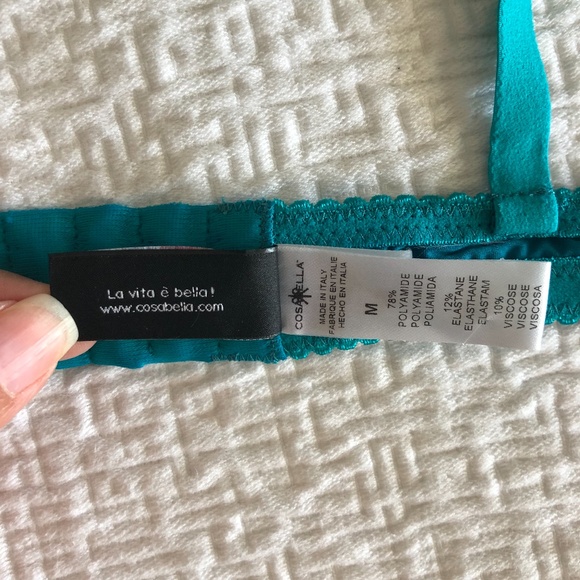 La vita è bella!
www.cosabella.com
COSABELLA®
MADE IN ITALY
FABRIQUE EN ITALIE
HECHO EN ITALIA
M
78%
POLYAMIDE
POLYAMIDE
POLIAMIDA
12%
ELASTANE
ELASTHANE
ELASTAM
10%
VISCOSE
VISCOSE
VISCOSA